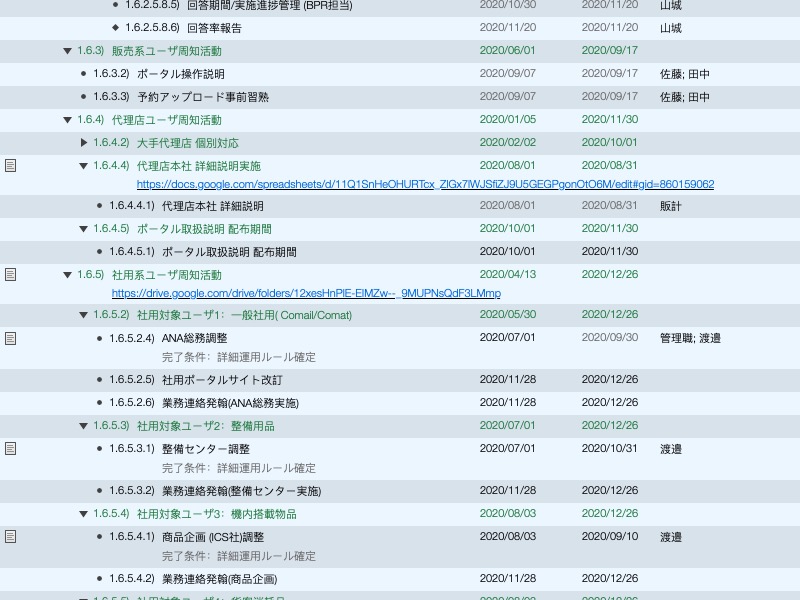 1.6.2.5.8.5) 回答期間/実施進捗管理 (BPR担当) 2020/10/30 2020/11/20 山城
1.6.2.5.8.6) 回答率報告 2020/11/20 2020/11/20 山城
1.6.3) 販売系ユーザ周知活動 2020/06/01 2020/09/17
1.6.3.2) ポータル操作説明 2020/09/07 2020/09/17 佐藤; 田中
1.6.3.3) 予約アップロード事前習熟 2020/09/07 2020/09/17 佐藤; 田中
1.6.4) 代理店ユーザ周知活動 2020/01/05 2020/11/30
1.6.4.2) 大手代理店 個別対応 2020/02/02 2020/10/01
1.6.4.4) 代理店本社 詳細説明実施 2020/08/01 2020/08/31
https://docs.google.com/spreadsheets/d/11Q1SnHeOHURTcx_ZlGx7lWJSfiZJ9U5GEGPgonOtO6M/edit#gid=860159062
1.6.4.4.1) 代理店本社 詳細説明 2020/08/01 2020/08/31 販計
1.6.4.5) ポータル取扱説明 配布期間 2020/10/01 2020/11/30
1.6.4.5.1) ポータル取扱説明 配布期間 2020/10/01 2020/11/30
1.6.5) 社用系ユーザ周知活動 2020/04/13 2020/12/26
https://drive.google.com/drive/folders/12xesHnPlE-ElMZw--_9MUPNsQdF3LMmp
1.6.5.2) 社用対象ユーザ1: 一般社用( Comail/Comat) 2020/05/30 2020/12/26
1.6.5.2.4) ANA総務調整 2020/07/01 2020/09/30 管理職; 渡邉
完了条件: 詳細運用ルール確定
1.6.5.2.5) 社用ポータルサイト改訂 2020/11/28 2020/12/26
1.6.5.2.6) 業務連絡発翰(ANA総務実施) 2020/11/28 2020/12/26
1.6.5.3) 社用対象ユーザ2: 整備用品 2020/07/01 2020/12/26
1.6.5.3.1) 整備センター調整 2020/07/01 2020/10/31 渡邉
完了条件: 詳細運用ルール確定
1.6.5.3.2) 業務連絡発翰(整備センター実施) 2020/11/28 2020/12/26
1.6.5.4) 社用対象ユーザ3: 機内搭載物品 2020/08/03 2020/12/26
1.6.5.4.1) 商品企画 (ICS社)調整 2020/08/03 2020/09/10 渡邉
完了条件: 詳細運用ルール確定
1.6.5.4.2) 業務連絡発翰(商品企画) 2020/11/28 2020/12/26